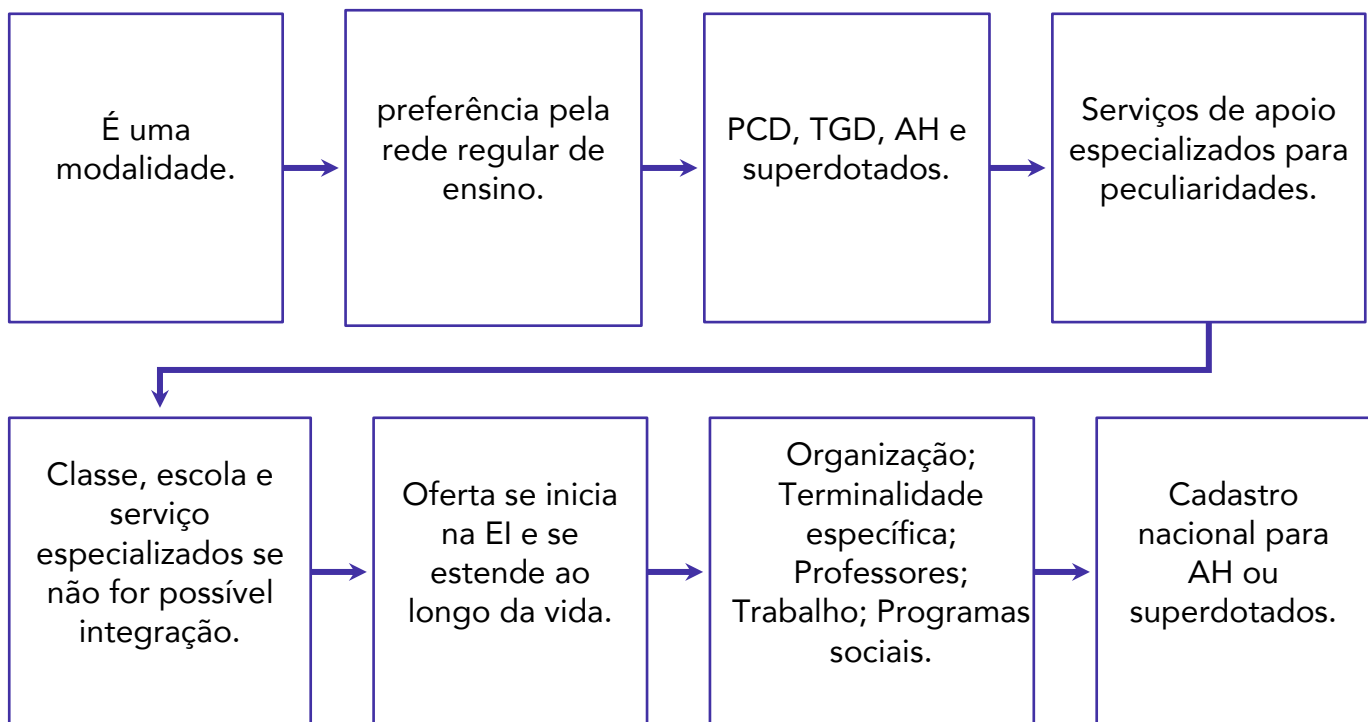 É uma
modalidade.
preferência pela
rede regular de
ensino.
PCD, TGD, AH e
superdotados.
Serviços de apoio
especializados para
peculiaridades.
Classe, escola e
serviço
especializados se
não for possível
integração.
Oferta se inicia
na EI e se
estende ao
longo da vida.
Organização;
Terminalidade
específica;
Professores;
Trabalho; Programas
sociais.
Cadastro
nacional para
AH ou
superdotados.